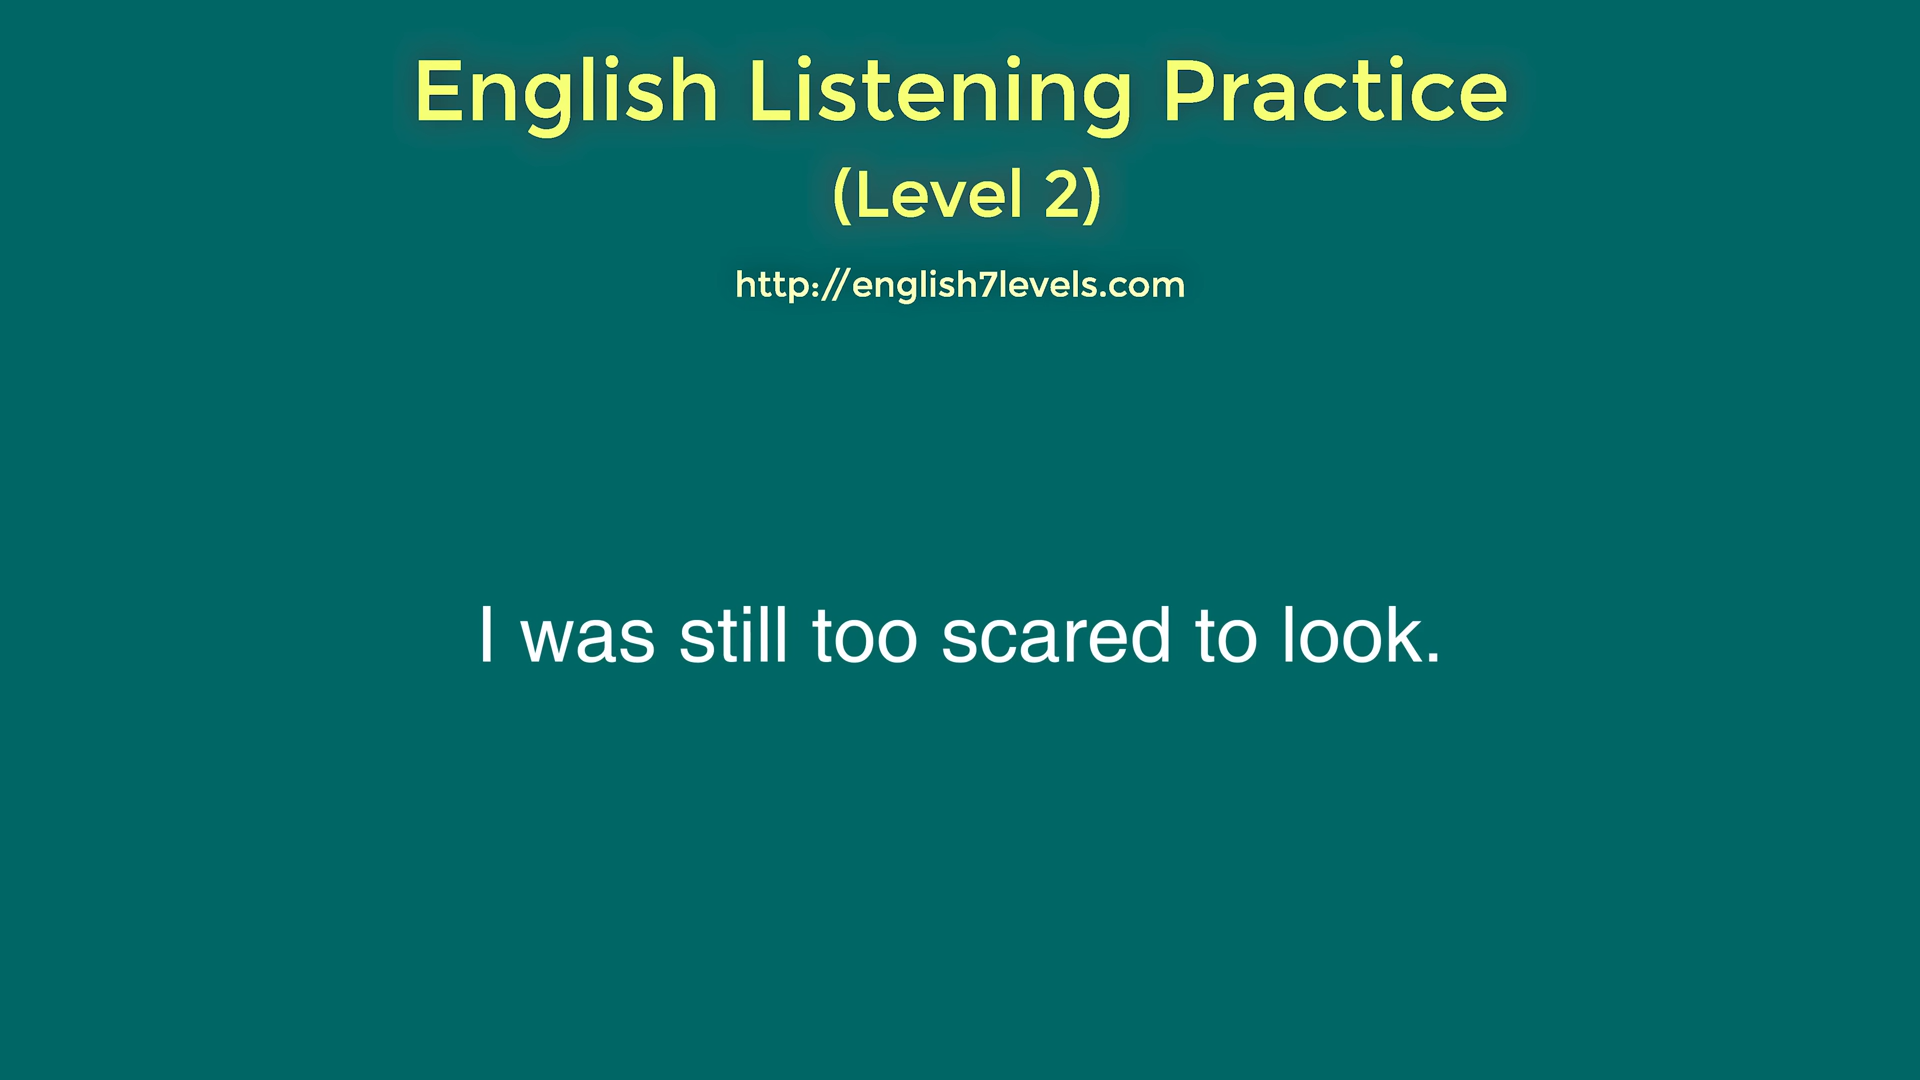 English Listening Practice
(Level 2)
http://english7levels.com
I was still too scared to look.